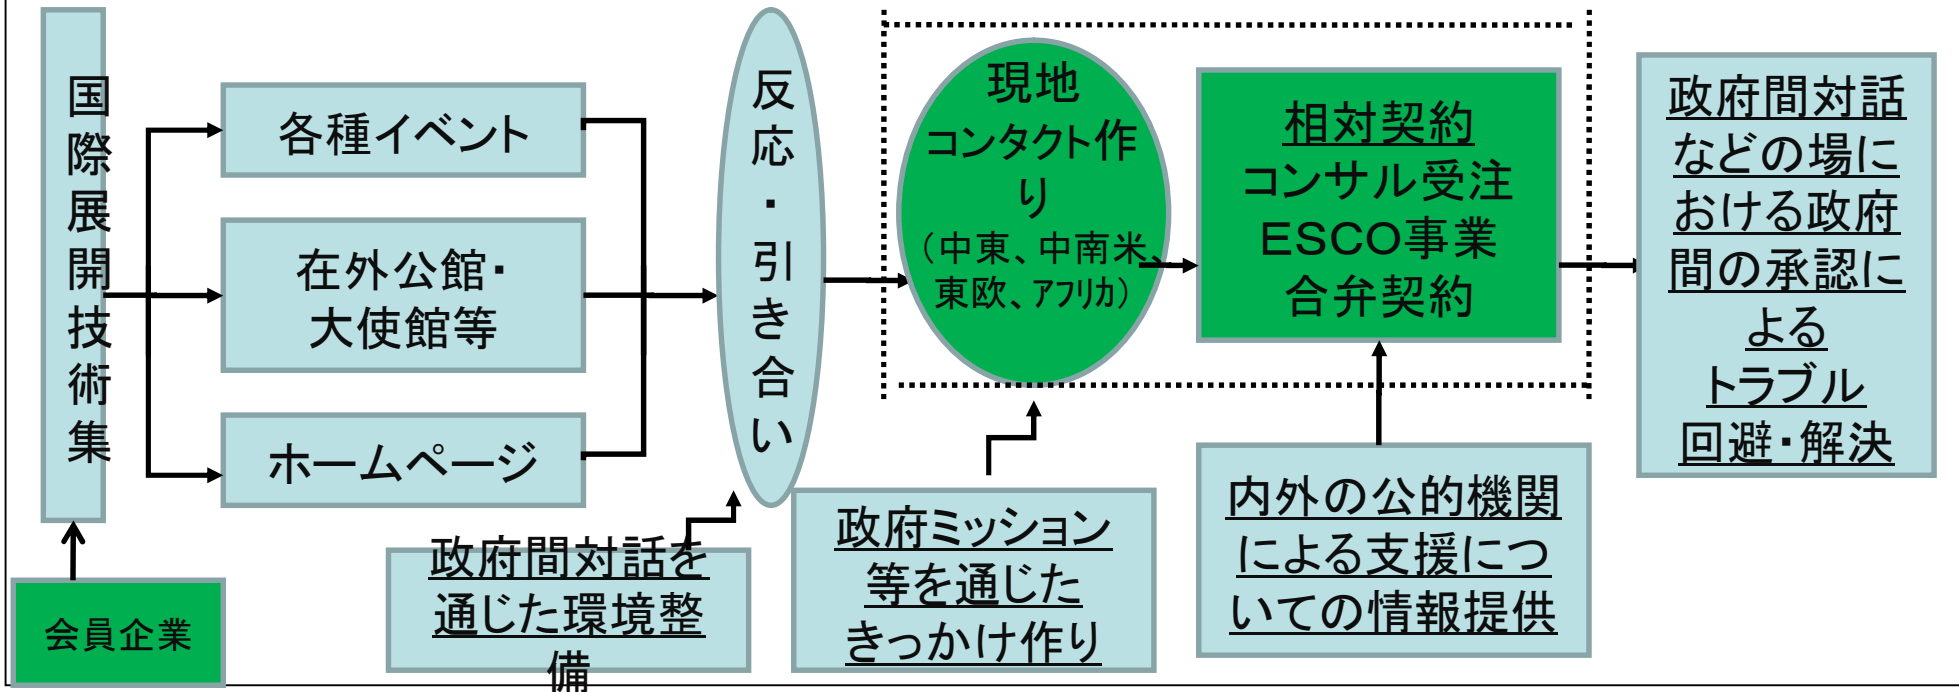 国際展開技術集
会員企業
各種イベント
在外公館・
大使館等
ホームページ
反応・引き合い
政府間対話を
通じた環境整
備
現地
コンタクト作
り
（中東、中南米、
東欧、アフリカ）
政府ミッション
等を通じた
きっかけ作り
相対契約
コンサル受注
ESCO事業
合弁契約
内外の公的機関
による支援につ
いての情報提供
政府間対話
などの場に
おける政府
間の承認に
よる
トラブル
回避・解決